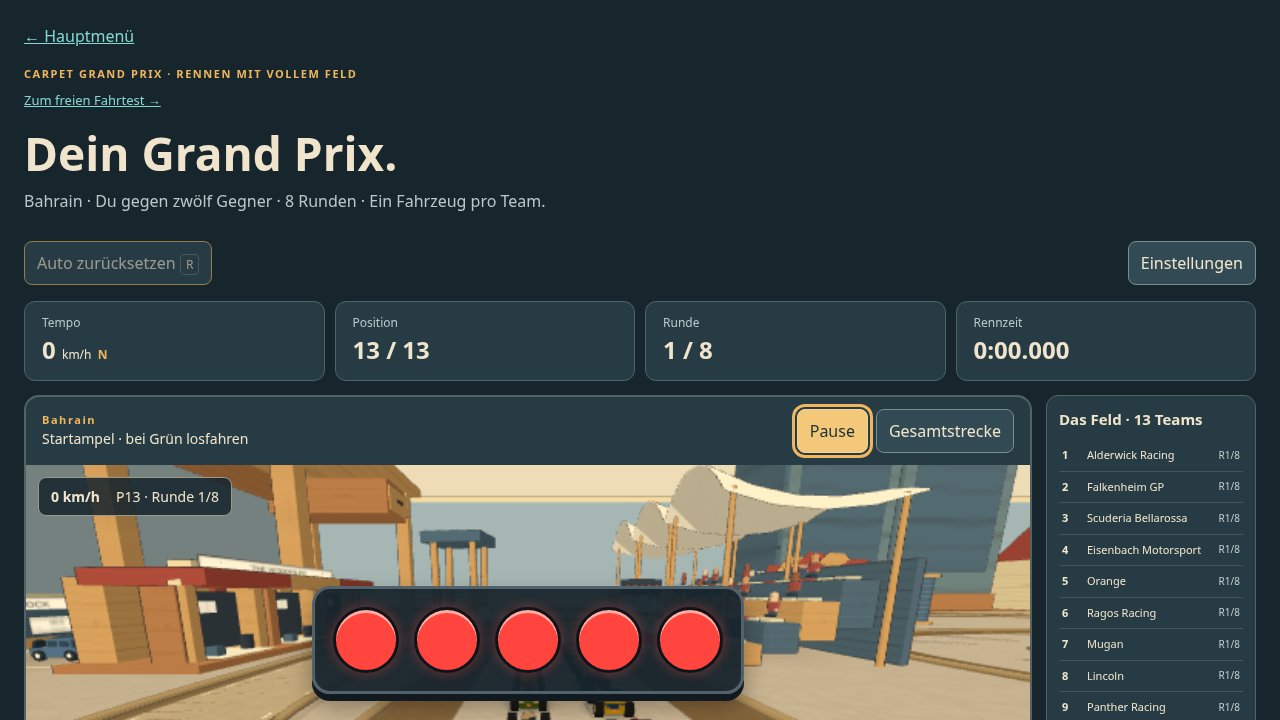 ← Hauptmenü
CARPET GRAND PRIX · RENNEN MIT VOLLEM FELD
Zum freien Fahrtest →
Dein Grand Prix.
Bahrain · Du gegen zwölf Gegner · 8 Runden · Ein Fahrzeug pro Team.
Auto zurücksetzen R
Einstellungen
Tempo
0 km/h N
Position
13 / 13
Runde
1 / 8
Rennzeit
0:00.000
Bahrain
Startampel · bei Grün losfahren
Pause
Gesamtstrecke
0 km/h P13 · Runde 1/8
Das Feld · 13 Teams
1 Alderwick Racing R1/8
2 Falkenheim GP R1/8
3 Scuderia Bellarossa R1/8
4 Eisenbach Motorsport R1/8
5 Orange R1/8
6 Ragos Racing R1/8
7 Mugan R1/8
8 Lincoln R1/8
9 Panther Racing R1/8